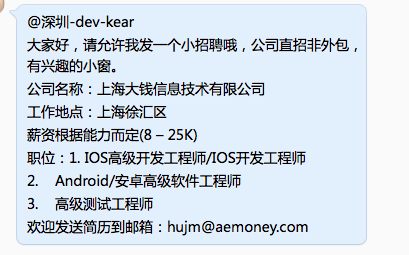 @深圳-dev-kear
大家好，请允许我发一个小招聘哦，公司直招非外包，
有兴趣的小窗。
公司名称：上海大钱信息技术有限公司
工作地点：上海徐汇区
薪资根据能力而定(8 – 25K)
职位：1. IOS高级开发工程师/IOS开发工程师
2. Android/安卓高级软件工程师
3. 高级测试工程师
欢迎发送简历到邮箱：hujm@aemoney.com